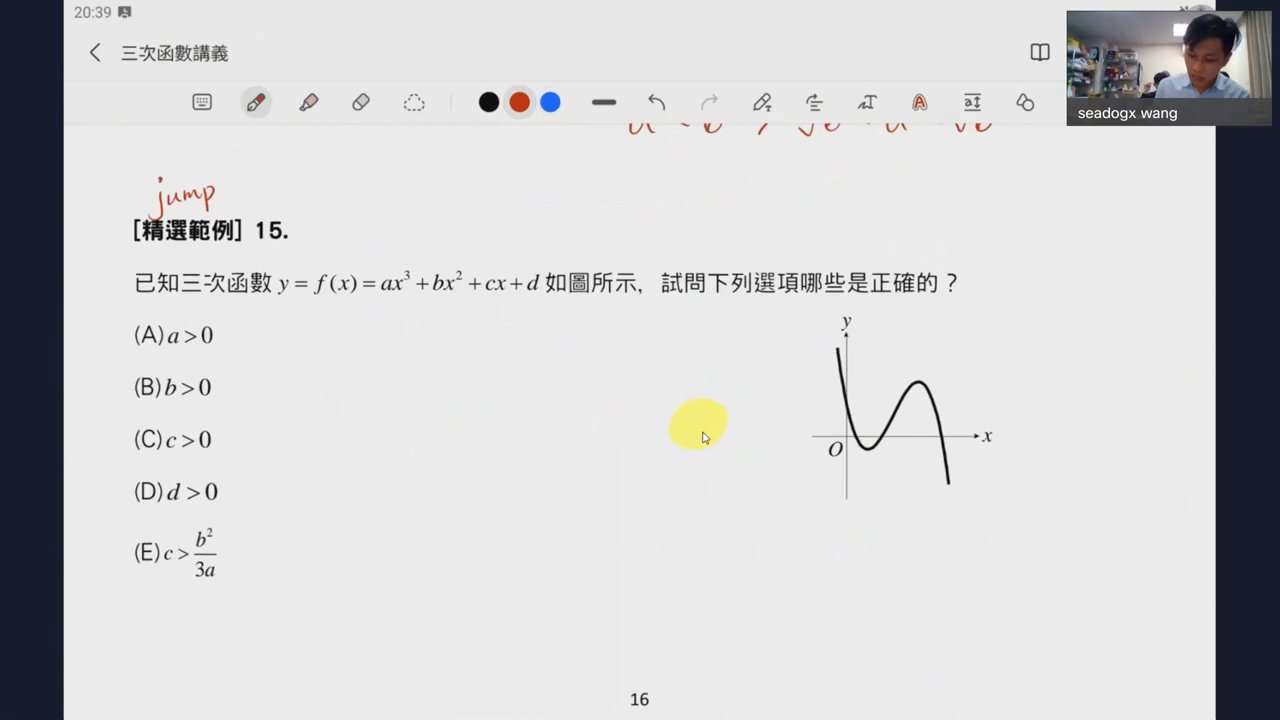 20:39
三次函數講義
seadogx wang
jump
[精選範例] 15.
已知三次函數 y = f(x) = ax³ + bx² + cx + d 如圖所示，試問下列選項哪些是正確的？
(A) a > 0
(B) b > 0
(C) c > 0
(D) d > 0
(E) c > b²/3a
y
O
x
16